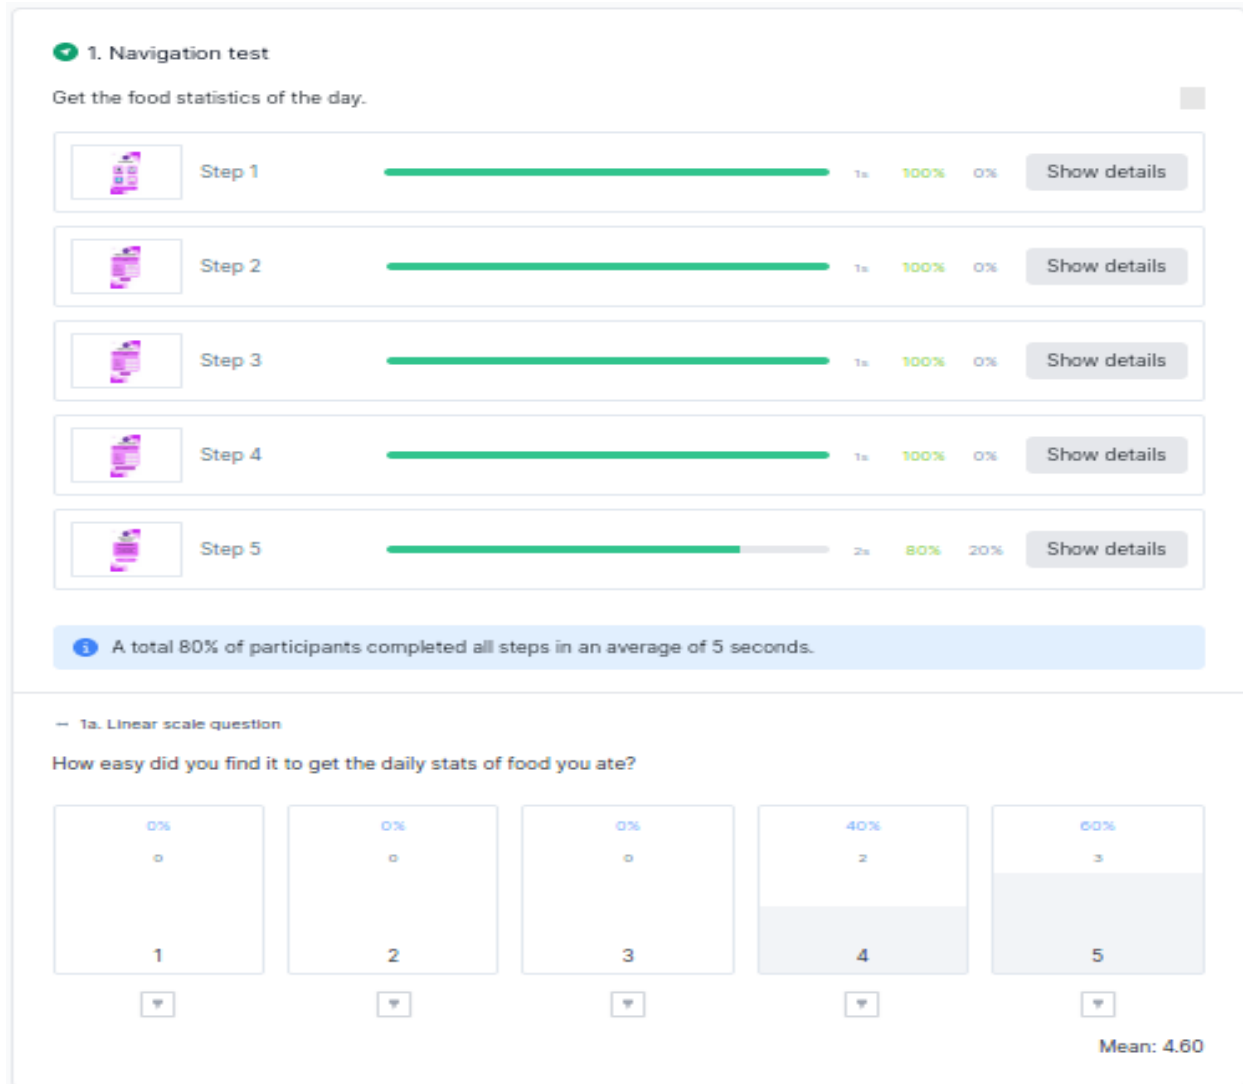 1. Navigation test
Get the food statistics of the day.
Step 1 1s 100% 0% Show details
Step 2 1s 100% 0% Show details
Step 3 1s 100% 0% Show details
Step 4 1s 100% 0% Show details
Step 5 2s 80% 20% Show details
A total 80% of participants completed all steps in an average of 5 seconds.
1a. Linear scale question
How easy did you find it to get the daily stats of food you ate?
0% 0% 0% 40% 60%
0 0 0 2 3
1 2 3 4 5
Mean: 4.60